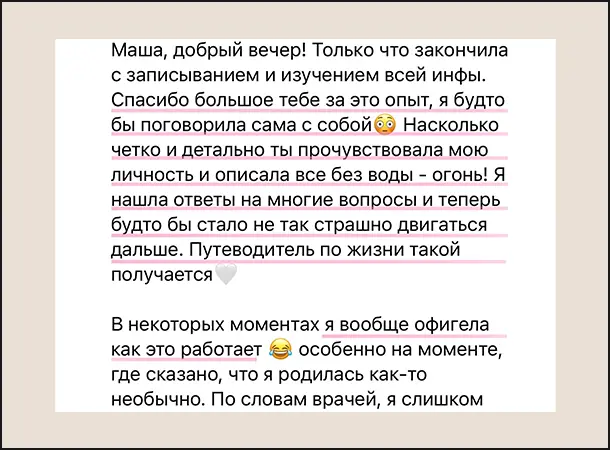 Маша, добрый вечер! Только что закончила
с записыванием и изучением всей инфы.
Спасибо большое тебе за это опыт, я будто
бы поговорила сама с собой😳 Насколько
четко и детально ты прочувствовала мою
личность и описала все без воды - огонь! Я
нашла ответы на многие вопросы и теперь
будто бы стало не так страшно двигаться
дальше. Путеводитель по жизни такой
получается🤍
В некоторых моментах я вообще офигела
как это работает 😂 особенно на моменте,
где сказано, что я родилась как-то
необычно. По словам врачей, я слишком